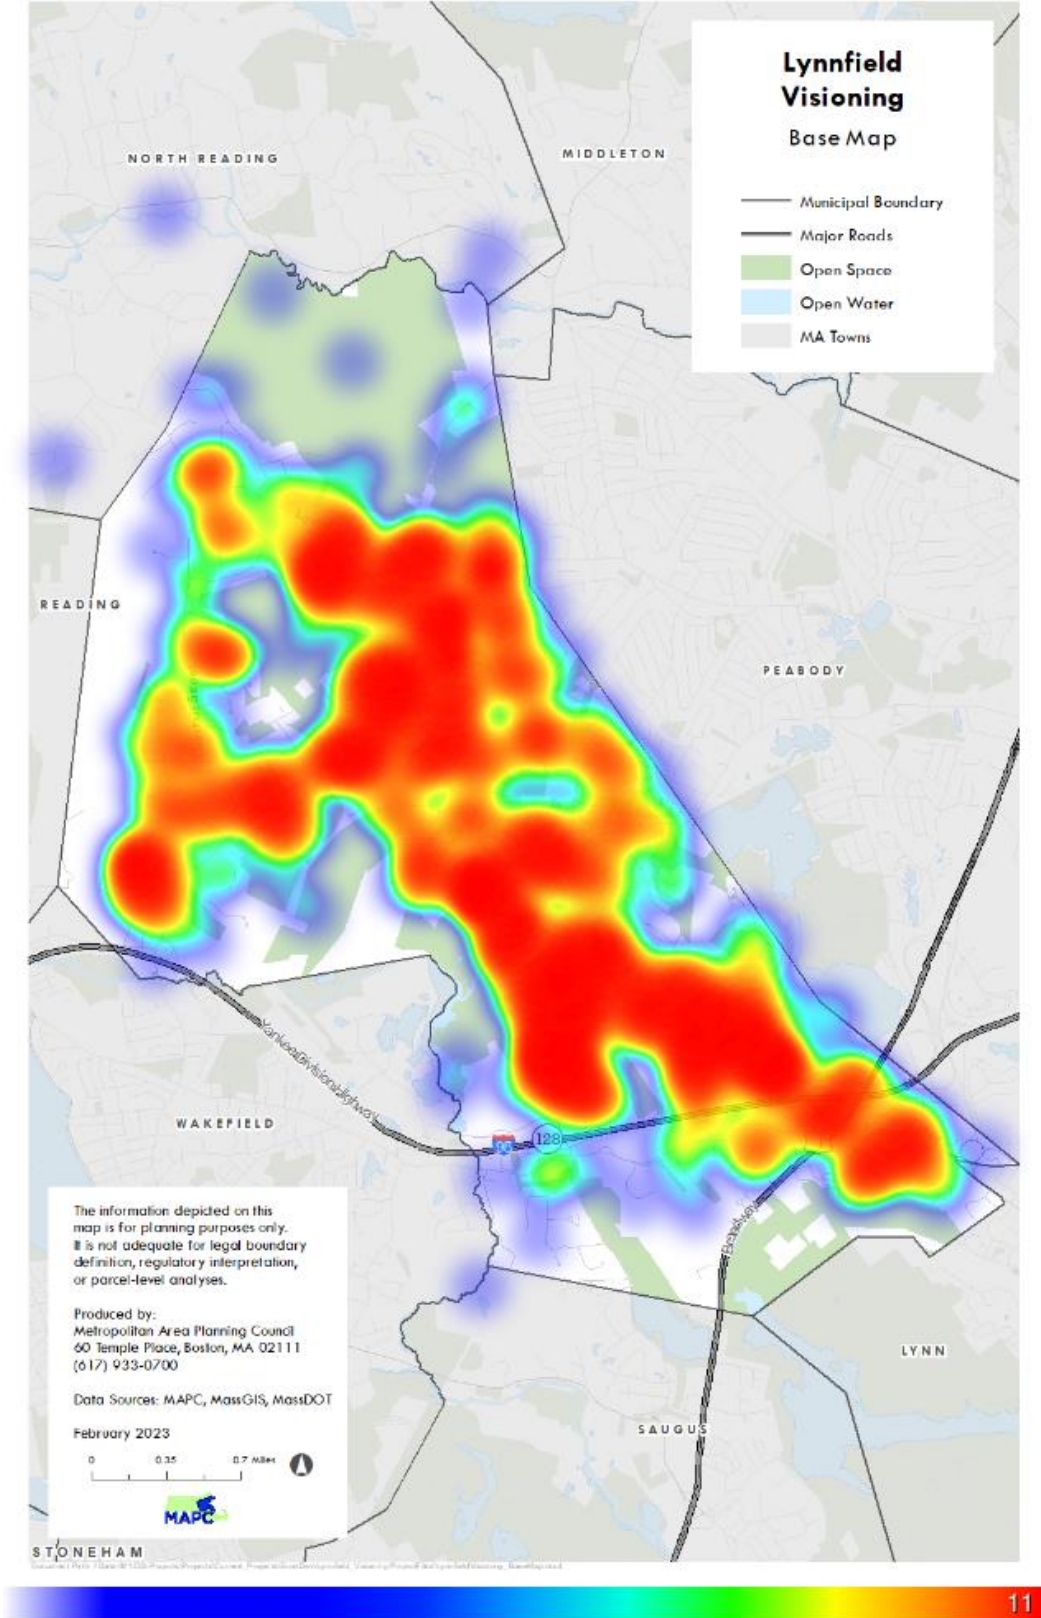 Lynnfield
Visioning
Base Map
Municipal Boundary
Major Roads
Open Space
Open Water
MA Towns
NORTH READING
MIDDLETON
READING
PEABODY
Yankee Division Highway
WAKEFIELD
95
128
Broadway
LYNN
SAUGUS
STONEHAM
The information depicted on this
map is for planning purposes only.
It is not adequate for legal boundary
definition, regulatory interpretation,
or parcel-level analyses.
Produced by:
Metropolitan Area Planning Council
60 Temple Place, Boston, MA 02111
(617) 933-0700
Data Sources: MAPC, MassGIS, MassDOT
February 2023
0 0.35 0.7 Miles
MAPC
11